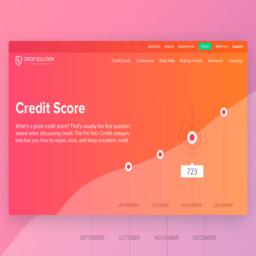 About Us Media Experiences Platform Support
CREDIT SOLUTION
Credit Cards Credit score Debt Help Buying a home Insurance Investing
Credit Score
What's a good credit score? That's usually the first question
asked when discussing credit. The Fix Your Credit category
teaches you how to repair, raise, and keep excellent credit.
723
SEPTEMBER OCTOBER NOVEMBER DECEMBER
SEPTEMBER OCTOBER NOVEMBER DECEMBER